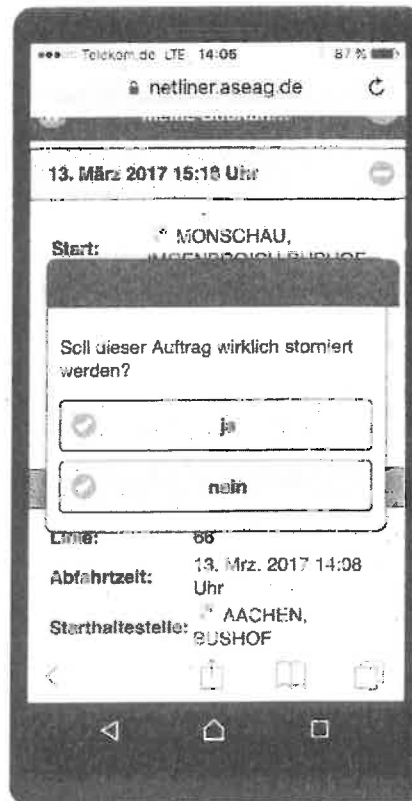 Telekom.de LTE 14:05 87 %
netliner.aseag.de
13. März 2017 15:18 Uhr
Start: MONSCHAU,
Soll dieser Auftrag wirklich storniert
werden?
ja
nein
Linie: 66
Abfahrtzeit: 13. Mrz. 2017 14:08
Uhr
Starthaltestelle: AACHEN,
BUSHOF